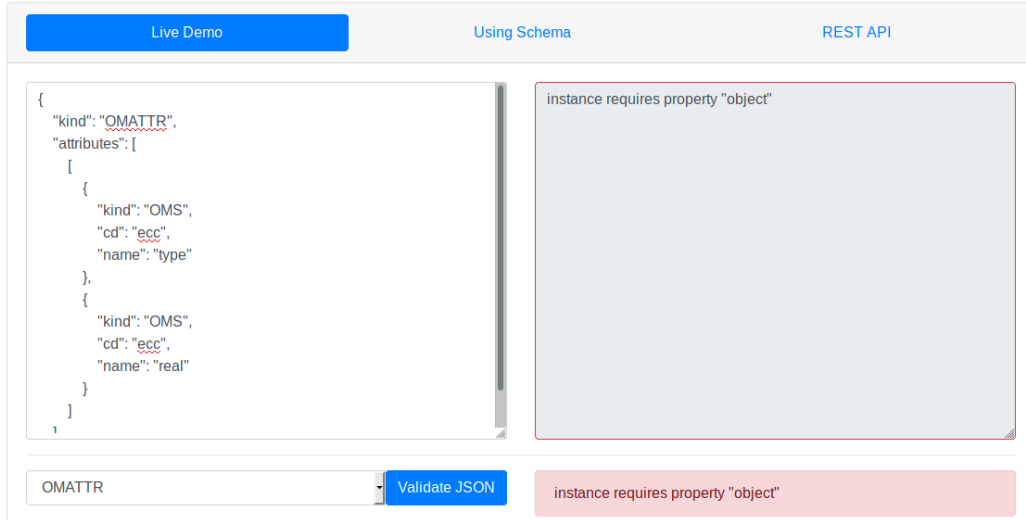 Live Demo Using Schema REST API
{
"kind": "OMATTR",
"attributes": [
[
{
"kind": "OMS",
"cd": "ecc",
"name": "type"
},
{
"kind": "OMS",
"cd": "ecc",
"name": "real"
}
]
]
instance requires property "object"
OMATTR
Validate JSON
instance requires property "object"